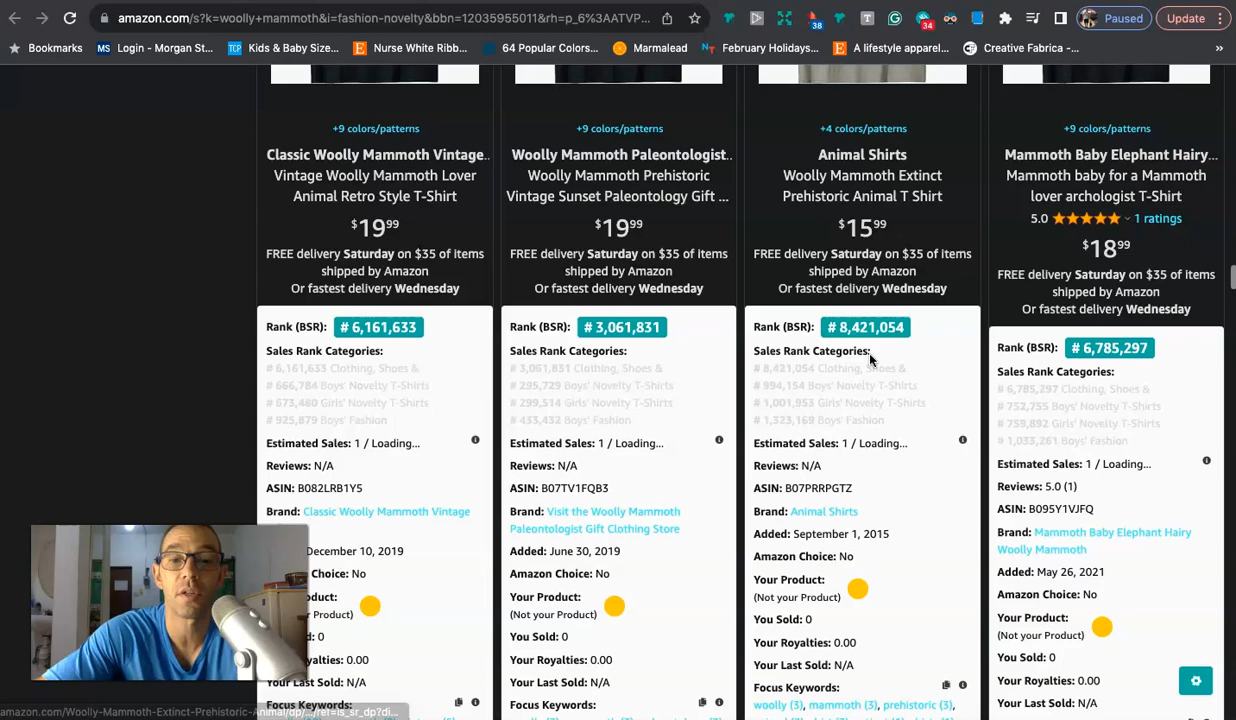 amazon.com/s?k=woolly+mammoth&i=fashion-novelty&bbn=12035955011&rh=p_6%3AATVP...
38
T
34
Paused
Update
Bookmarks
MS Login - Morgan St...
TCP Kids & Baby Size...
E Nurse White Ribb...
64 Popular Colors...
Marmalead
NT February Holidays...
E A lifestyle apparel...
Creative Fabrica -...
»
+9 colors/patterns
Classic Woolly Mammoth Vintage..
Vintage Woolly Mammoth Lover
Animal Retro Style T-Shirt
$1999
FREE delivery Saturday on $35 of items
shipped by Amazon
Or fastest delivery Wednesday
Rank (BSR): # 6,161,633
Sales Rank Categories:
# 6,161,633 Clothing, Shoes &
# 666,784 Boys' Novelty T-Shirts
# 673,460 Girls' Novelty T-Shirts
# 925,879 Boys' Fashion
Estimated Sales: 1 / Loading...
Reviews: N/A
ASIN: B082LRB1Y5
Brand: Classic Woolly Mammoth Vintage
December 10, 2019
Choice: No
oduct:
r Product)
d: 0
yalties: 0.00
Your Last Sold: N/A
Focus Keywords:
+9 colors/patterns
Woolly Mammoth Paleontologist..
Woolly Mammoth Prehistoric
Vintage Sunset Paleontology Gift ...
$1999
FREE delivery Saturday on $35 of items
shipped by Amazon
Or fastest delivery Wednesday
Rank (BSR): # 3,061,831
Sales Rank Categories:
# 3,061,831 Clothing, Shoes &
# 295,729 Boys' Novelty T-Shirts
# 299,514 Girls' Novelty T-Shirts
# 433,432 Boys' Fashion
Estimated Sales: 1 / Loading...
Reviews: N/A
ASIN: B07TV1FQB3
Brand: Visit the Woolly Mammoth
Paleontologist Gift Clothing Store
Added: June 30, 2019
Amazon Choice: No
Your Product:
(Not your Product)
You Sold: 0
Your Royalties: 0.00
Your Last Sold: N/A
Focus Keywords:
+4 colors/patterns
Animal Shirts
Woolly Mammoth Extinct
Prehistoric Animal T Shirt
$1599
FREE delivery Saturday on $35 of items
shipped by Amazon
Or fastest delivery Wednesday
Rank (BSR): # 8,421,054
Sales Rank Categories:
# 8,421,054 Clothing, Shoes &
# 994,154 Boys' Novelty T-Shirts
# 1,001,953 Girls' Novelty T-Shirts
# 1,323,169 Boys' Fashion
Estimated Sales: 1 / Loading...
Reviews: N/A
ASIN: B07PRRPGTZ
Brand: Animal Shirts
Added: September 1, 2015
Amazon Choice: No
Your Product:
(Not your Product)
You Sold: 0
Your Royalties: 0.00
Your Last Sold: N/A
Focus Keywords:
woolly (3), mammoth (3), prehistoric (3),
+9 colors/patterns
Mammoth Baby Elephant Hairy...
Mammoth baby for a Mammoth
lover archologist T-Shirt
5.0 1 ratings
$1899
FREE delivery Saturday on $35 of items
shipped by Amazon
Or fastest delivery Wednesday
Rank (BSR): # 6,785,297
Sales Rank Categories:
# 6,785,297 Clothing, Shoes &
# 752,755 Boys' Novelty T-Shirts
# 759,892 Girls' Novelty T-Shirts
# 1,033,261 Boys' Fashion
Estimated Sales: 1 / Loading...
Reviews: 5.0 (1)
ASIN: B095Y1VJFQ
Brand: Mammoth Baby Elephant Hairy
Woolly Mammoth
Added: May 26, 2021
Amazon Choice: No
Your Product:
(Not your Product)
You Sold: 0
Your Royalties: 0.00
Your Last Sold: N/A
amazon.com/Woolly-Mammoth-Extinct-Prehistoric-Animal/dp/.../ref=is_sr_dp?di...